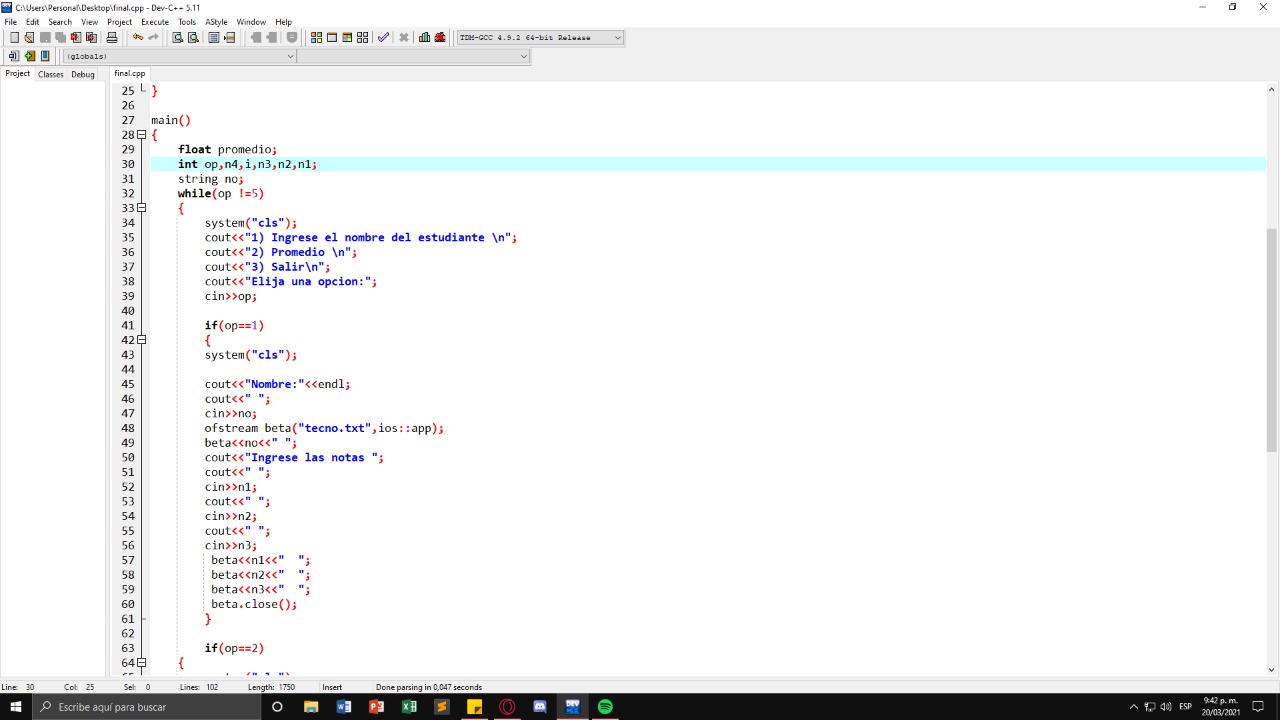 C:\Users\Personal\Desktop\final.cpp - Dev-C++ 5.11
File Edit Search View Project Execute Tools AStyle Window Help
TDM-GCC 4.9.2 64-bit Release
(globals)
Project Classes Debug final.cpp
25 }
26
27 main()
28 {
29 float promedio;
30 int op,n4,i,n3,n2,n1;
31 string no;
32 while(op !=5)
33 {
34 system("cls");
35 cout<<"1) Ingrese el nombre del estudiante \n";
36 cout<<"2) Promedio \n";
37 cout<<"3) Salir\n";
38 cout<<"Elija una opcion:";
39 cin>>op;
40
41 if(op==1)
42 {
43 system("cls");
44
45 cout<<"Nombre:"<<endl;
46 cout<<" ";
47 cin>>no;
48 ofstream beta("tecno.txt",ios::app);
49 beta<<no<<" ";
50 cout<<"Ingrese las notas ";
51 cout<<" ";
52 cin>>n1;
53 cout<<" ";
54 cin>>n2;
55 cout<<" ";
56 cin>>n3;
57 beta<<n1<<"  ";
58 beta<<n2<<"  ";
59 beta<<n3<<"  ";
60 beta.close();
61 }
62
63 if(op==2)
64 {
Line: 30 Col: 25 Sel: 0 Lines: 102 Length: 1750 Insert Done parsing in 0,047 seconds
Escribe aquí para buscar
ESP
9:42 p. m.
20/03/2021